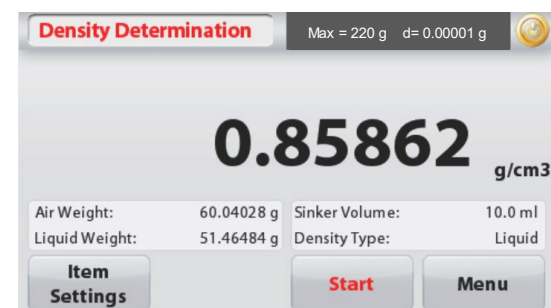 Density Determination Max = 220 g d= 0.00001 g
0.85862 g/cm3
Air Weight: 60.04028 g Sinker Volume: 10.0 ml
Liquid Weight: 51.46484 g Density Type: Liquid
Item Settings Start Menu